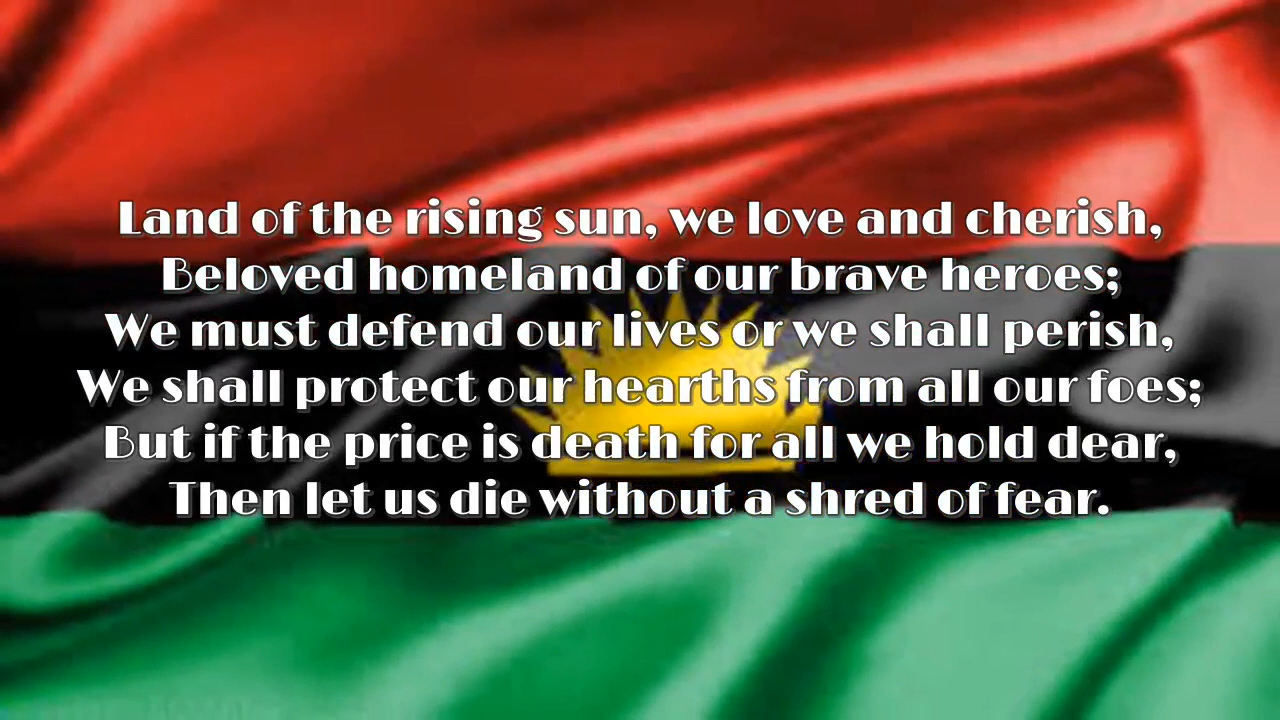 Land of the rising sun, we love and cherish,
Beloved homeland of our brave heroes;
We must defend our lives or we shall perish,
We shall protect our hearths from all our foes;
But if the price is death for all we hold dear,
Then let us die without a shred of fear.